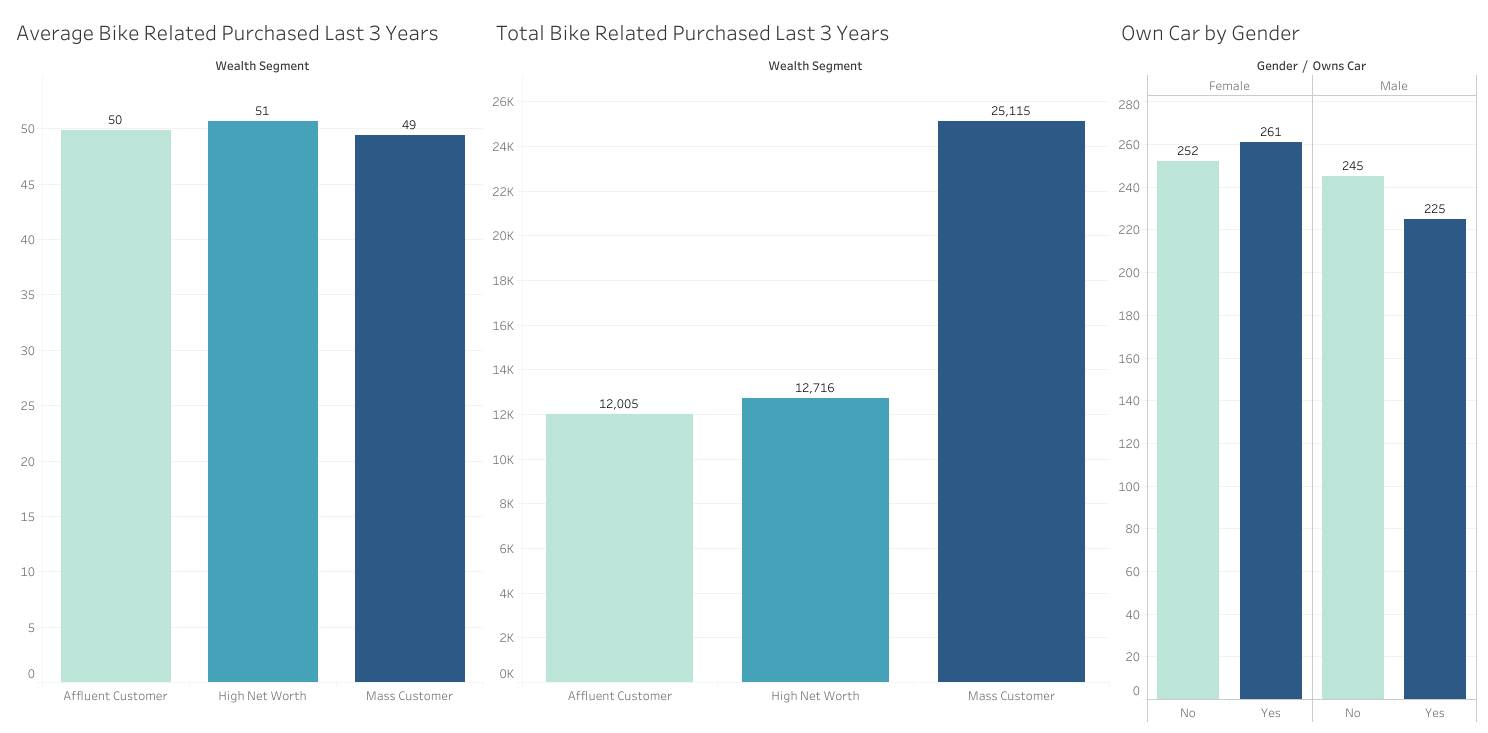 Average Bike Related Purchased Last 3 Years
Wealth Segment
50
51
49
50
45
40
35
30
25
20
15
10
5
0
Affluent Customer
High Net Worth
Mass Customer
Total Bike Related Purchased Last 3 Years
Wealth Segment
26K
24K
22K
20K
18K
16K
14K
12K
10K
8K
6K
4K
2K
0K
12,005
12,716
25,115
Affluent Customer
High Net Worth
Mass Customer
Own Car by Gender
Gender / Owns Car
Female
Male
280
260
240
220
200
180
160
140
120
100
80
60
40
20
0
252
261
245
225
No
Yes
No
Yes